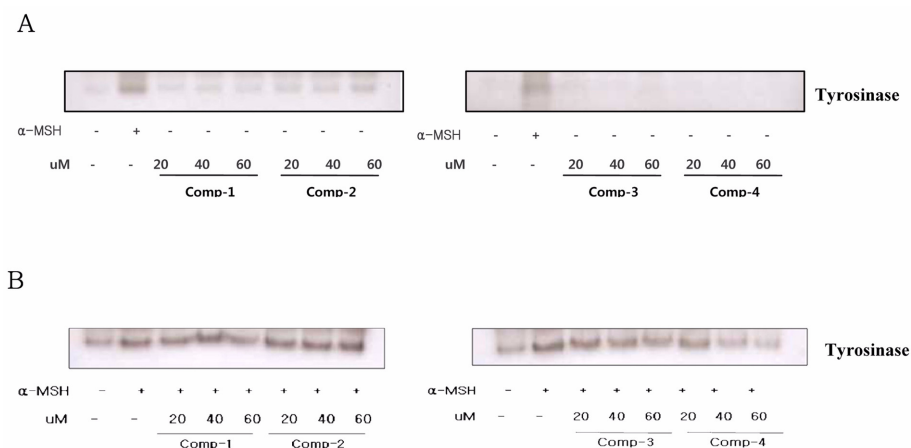 A
Tyrosinase
α-MSH - + - - - - - - - + - - - - - -
uM - - 20 40 60 20 40 60 - - 20 40 60 20 40 60
Comp-1 Comp-2 Comp-3 Comp-4
B
Tyrosinase
α-MSH - + + + + + + + α-MSH - + + + + + + +
uM - - 20 40 60 20 40 60 uM - - 20 40 60 20 40 60
Comp-1 Comp-2 Comp-3 Comp-4